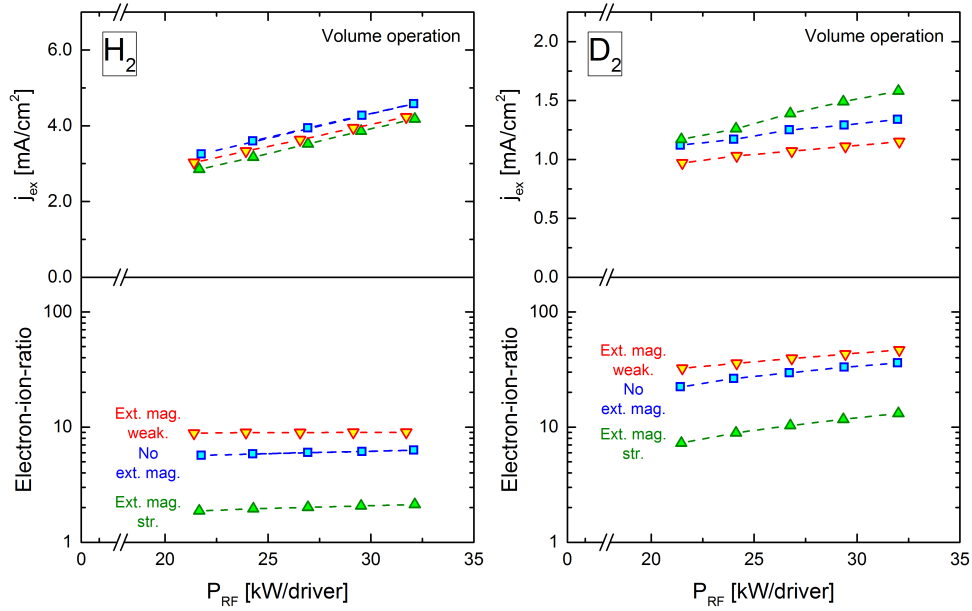 H2
Volume operation
6.0
4.0
2.0
0.0
jex [mA/cm2]
100
10
1
Electron-ion-ratio
Ext. mag.
weak.
No
ext. mag.
Ext. mag.
str.
0 20 25 30 35
PRF [kW/driver]
D2
Volume operation
2.0
1.5
1.0
0.5
0.0
jex [mA/cm2]
100
10
1
Electron-ion-ratio
Ext. mag.
weak.
No
ext. mag.
Ext. mag.
str.
0 20 25 30 35
PRF [kW/driver]